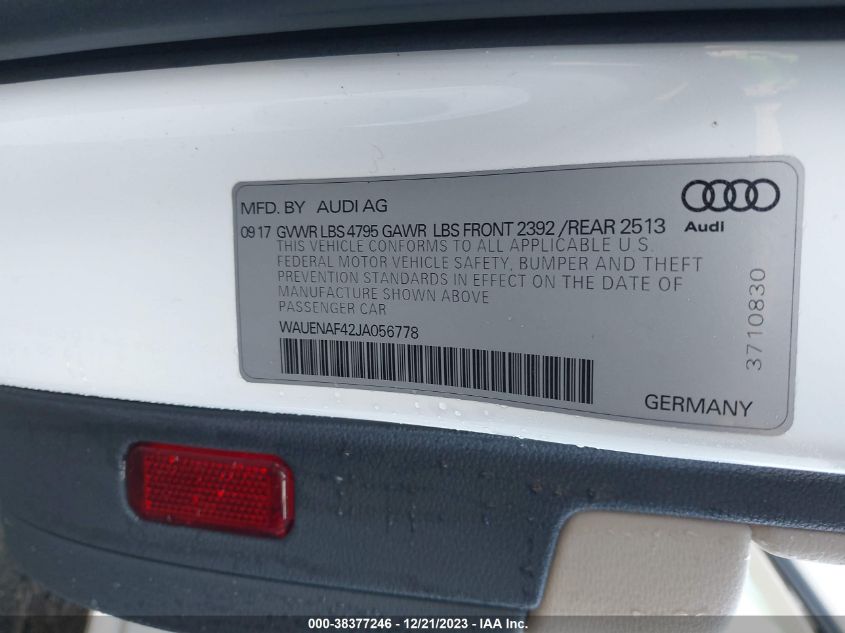 MFD. BY AUDI AG
Audi
09 17 GVWR LBS 4795 GAWR LBS FRONT 2392 /REAR 2513
THIS VEHICLE CONFORMS TO ALL APPLICABLE U S.
FEDERAL MOTOR VEHICLE SAFETY, BUMPER AND THEFT
PREVENTION STANDARDS IN EFFECT ON THE DATE OF
MANUFACTURE SHOWN ABOVE
PASSENGER CAR
WAUENAF42JA056778
3710830
GERMANY
000-38377246 - 12/21/2023 - IAA Inc.